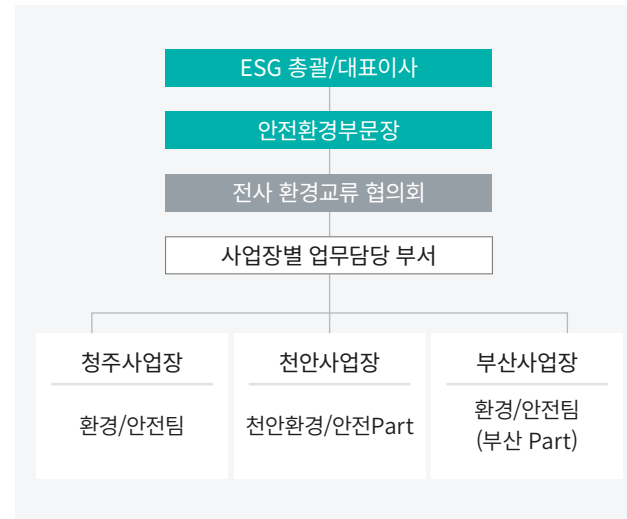 ESG 총괄/대표이사
안전환경부문장
전사 환경교류 협의회
사업장별 업무담당 부서
청주사업장
환경/안전팀
천안사업장
천안환경/안전Part
부산사업장
환경/안전팀
(부산 Part)